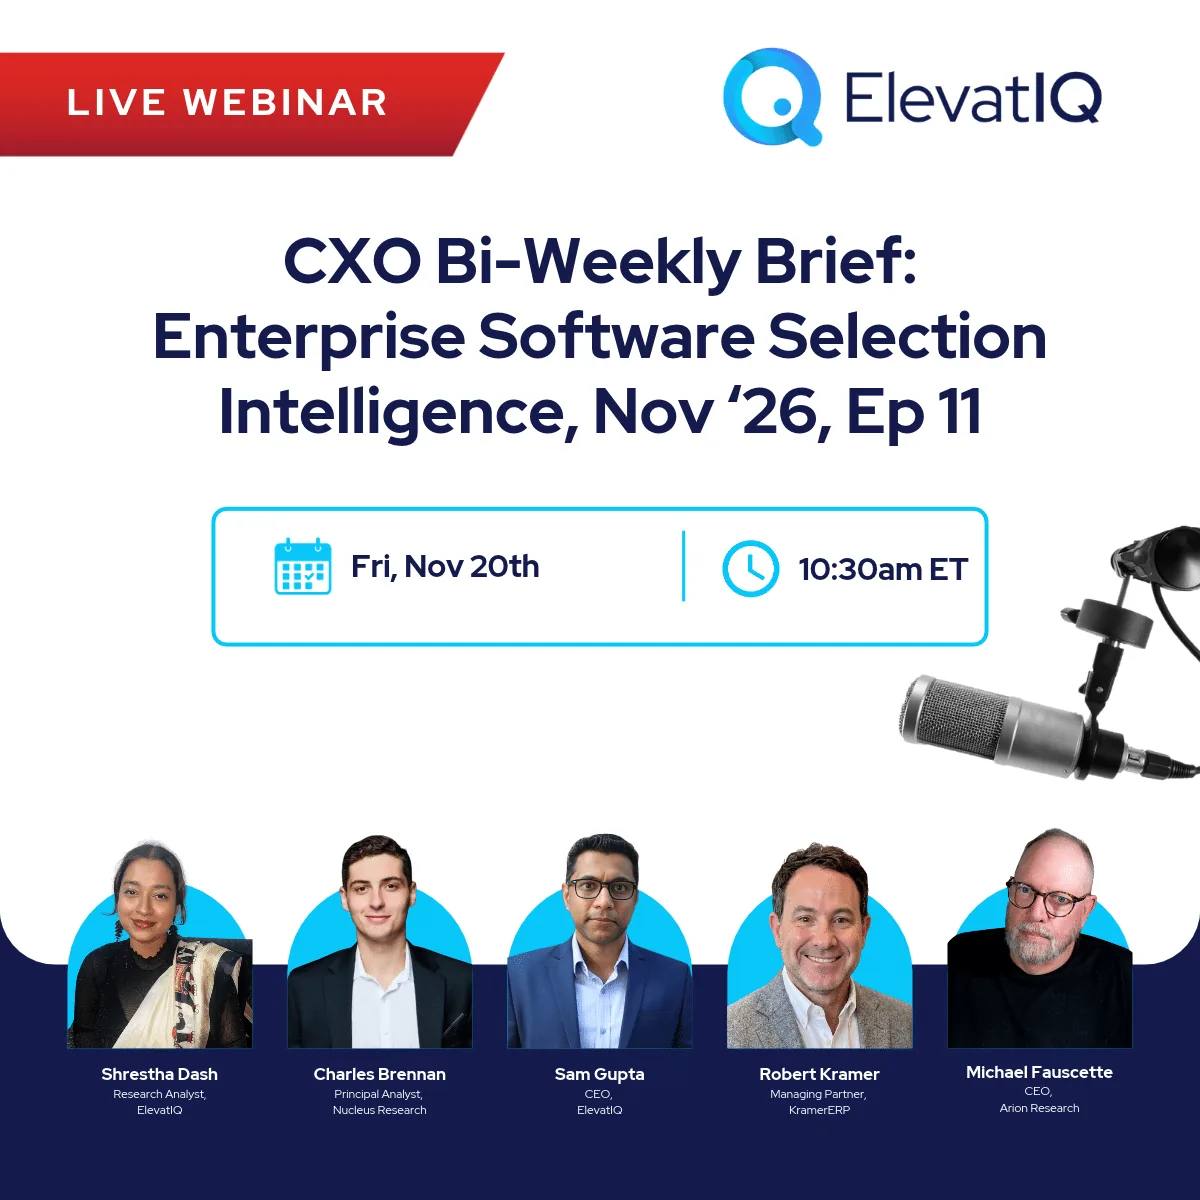 LIVE WEBINAR
ElevatIQ
CXO Bi-Weekly Brief:
Enterprise Software Selection
Intelligence, Nov ‘26, Ep 11
Fri, Nov 20th
10:30am ET
Shrestha Dash
Research Analyst,
ElevatIQ
Charles Brennan
Principal Analyst,
Nucleus Research
Sam Gupta
CEO,
ElevatIQ
Robert Kramer
Managing Partner,
KramerERP
Michael Fauscette
CEO,
Arion Research